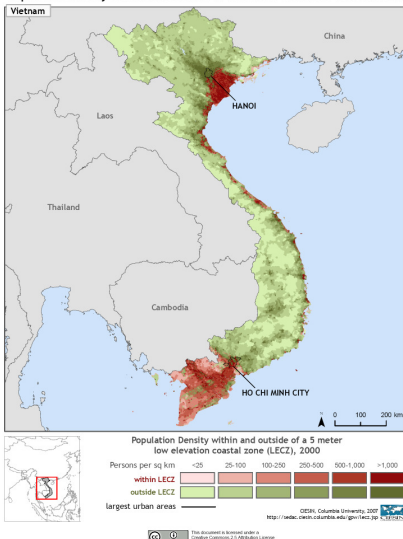 Vietnam
China
HANOI
Laos
Thailand
Cambodia
HO CHI MINH CITY
N
0 100 200 km
Population Density within and outside of a 5 meter
low elevation coastal zone (LECZ), 2000
Persons per sq km <25 25-100 100-250 250-500 500-1,000 >1,000
within LECZ
outside LECZ
largest urban areas
CIESIN, Columbia University, 2007
http://sedac.ciesin.columbia.edu/gpw/lecz.jsp
CIESIN
cc
This document is licensed under a
Creative Commons 2.5 Attribution License